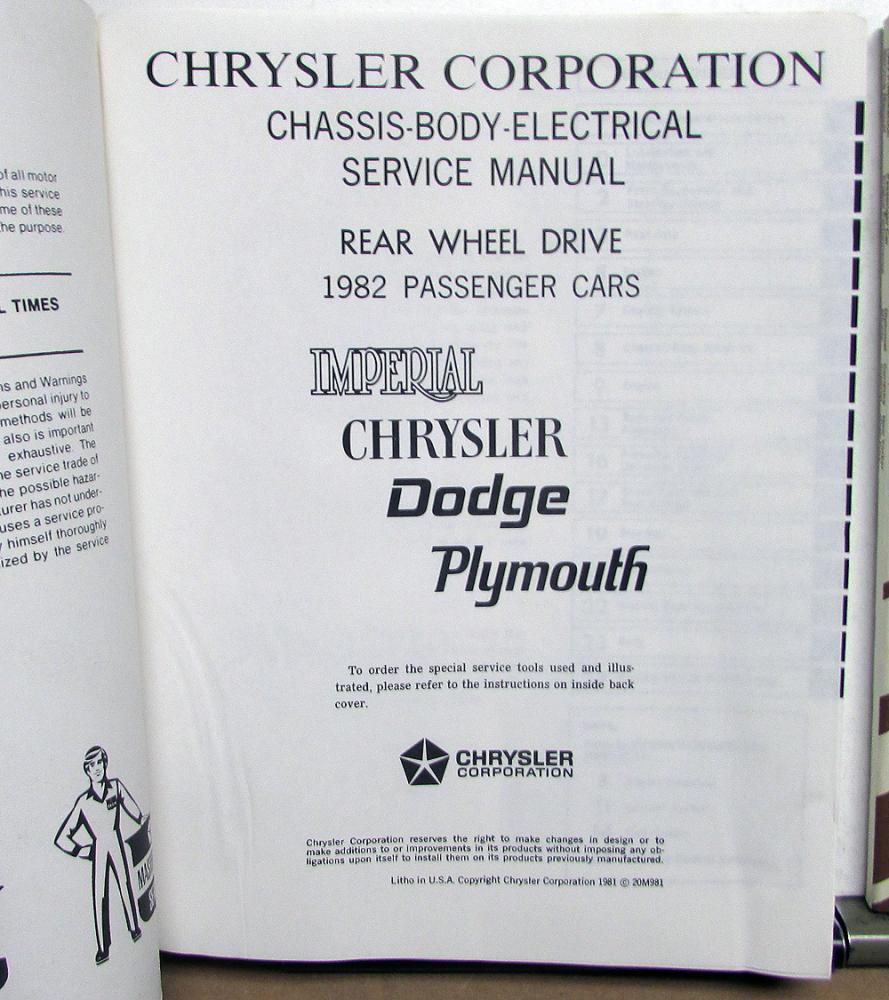 of all motor
his service
me of these
he purpose.
L TIMES
ns and Warnings
ersonal injury to
methods will be
also is important
exhaustive. The
he service trade of
he possible hazar-
urer has not under-
uses a service pro-
himself thoroughly
ized by the service
CHRYSLER CORPORATION
CHASSIS-BODY-ELECTRICAL
SERVICE MANUAL
REAR WHEEL DRIVE
1982 PASSENGER CARS
IMPERIAL
CHRYSLER
Dodge
Plymouth
To order the special service tools used and illus-
trated, please refer to the instructions on inside back
cover.
CHRYSLER
CORPORATION
Chrysler Corporation reserves the right to make changes in design or to
make additions to or improvements in its products without imposing any ob-
ligations upon itself to install them on its products previously manufactured.
Litho in U.S.A. Copyright Chrysler Corporation 1981 © 20M981